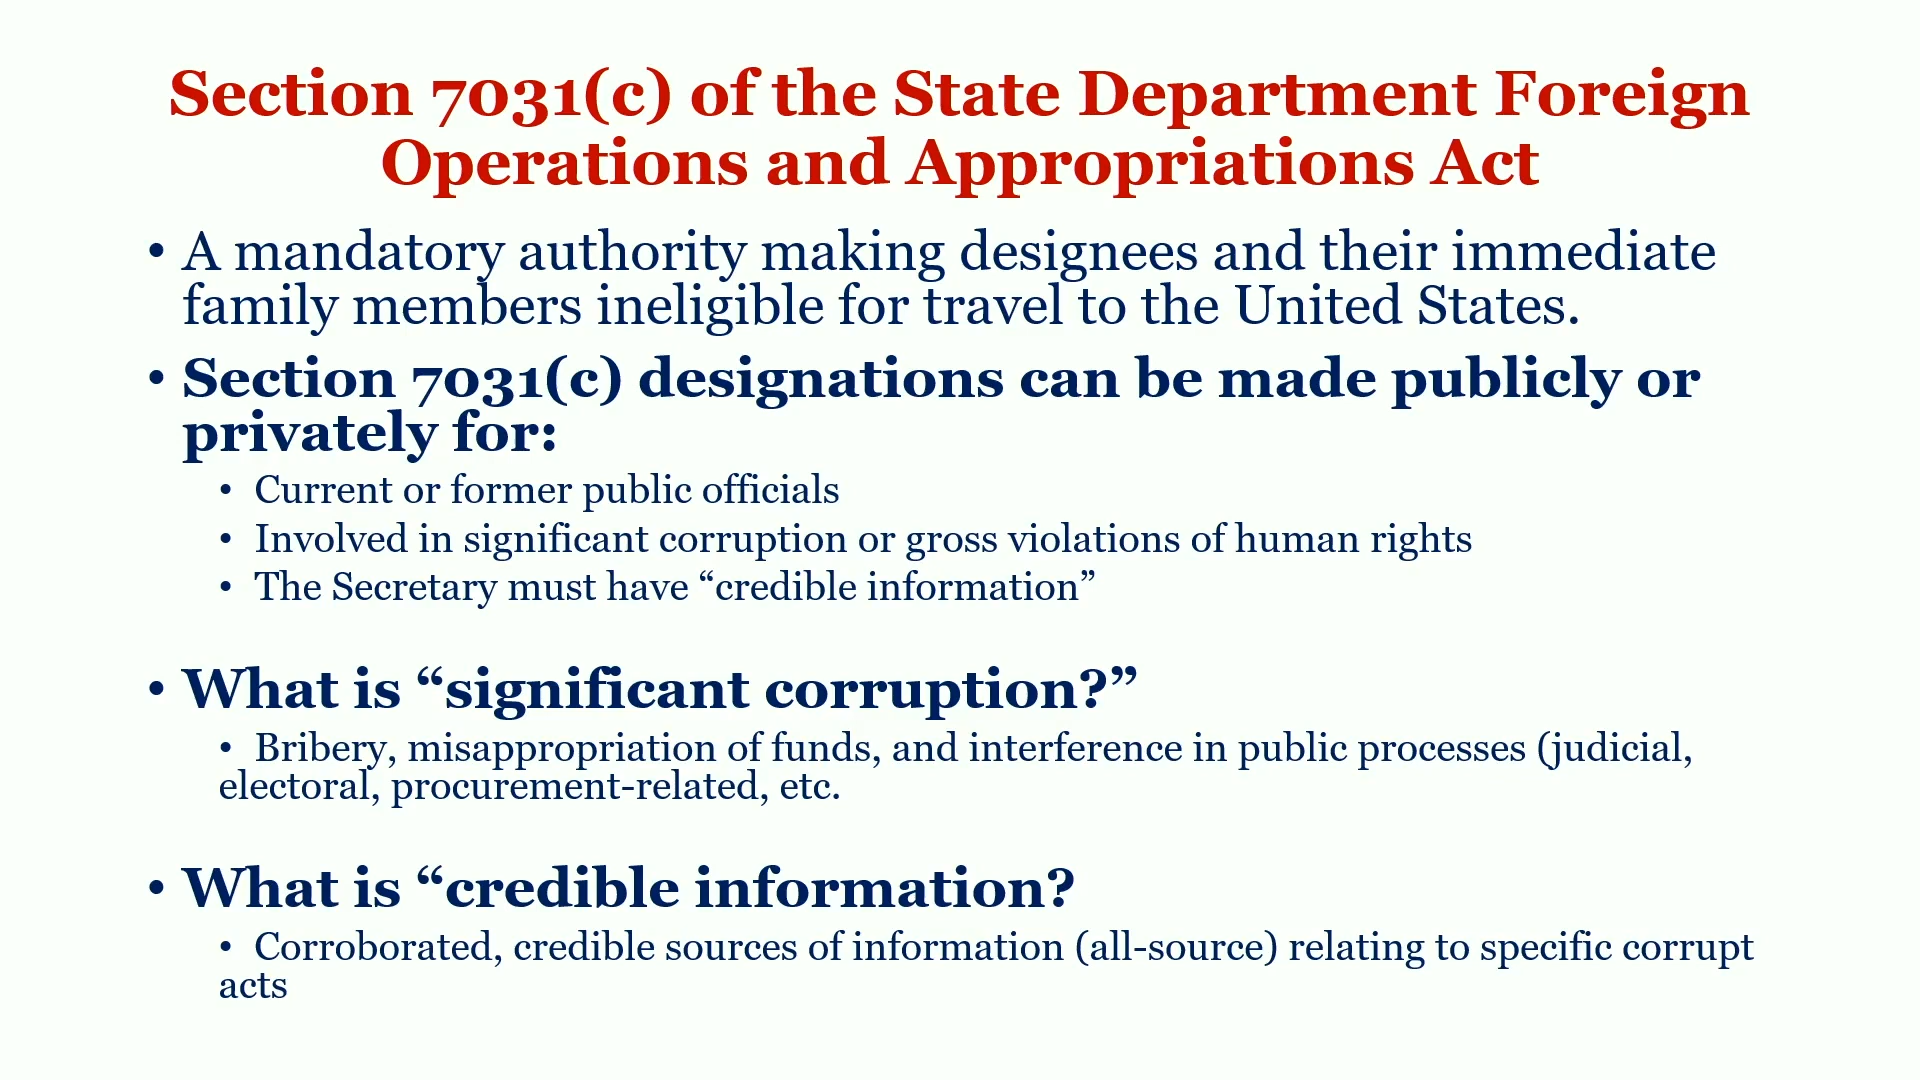 Section 7031(c) of the State Department Foreign
Operations and Appropriations Act
• A mandatory authority making designees and their immediate
family members ineligible for travel to the United States.
• Section 7031(c) designations can be made publicly or
privately for:
• Current or former public officials
• Involved in significant corruption or gross violations of human rights
• The Secretary must have “credible information”
• What is “significant corruption?”
• Bribery, misappropriation of funds, and interference in public processes (judicial,
electoral, procurement-related, etc.
• What is “credible information?
• Corroborated, credible sources of information (all-source) relating to specific corrupt
acts